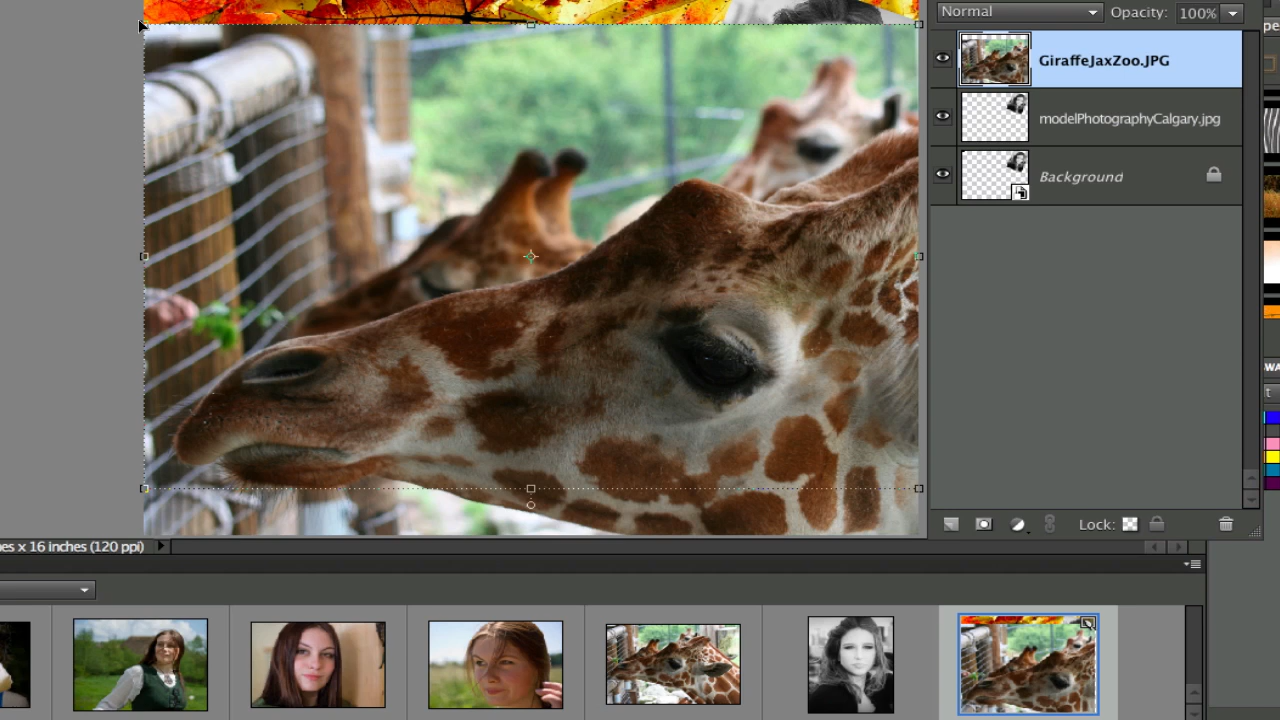 Normal Opacity: 100%
GiraffeJaxZoo.JPG
modelPhotographyCalgary.jpg
Background
Lock:
es x 16 inches (120 ppi)